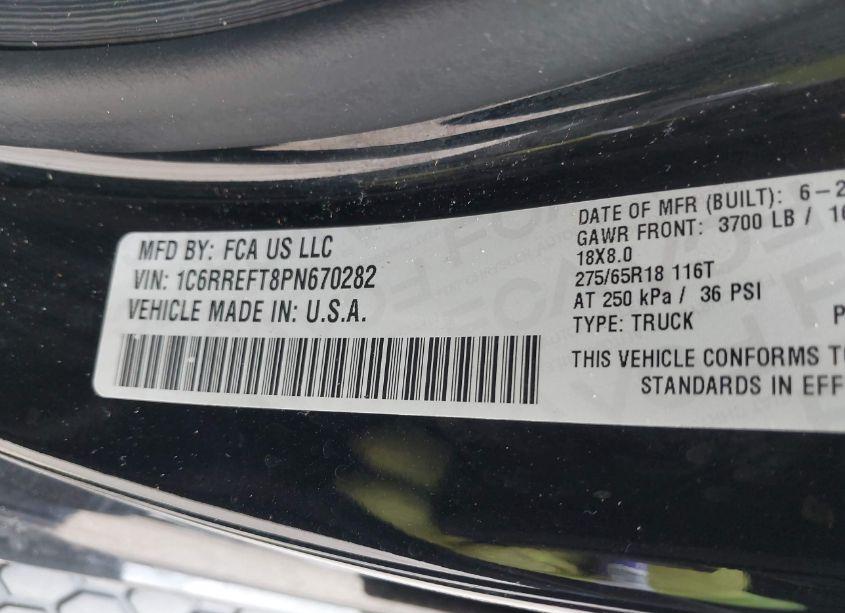 MFD BY: FCA US LLC
VIN: 1C6RREFT8PN670282
VEHICLE MADE IN: U.S.A.
DATE OF MFR (BUILT): 6-2
GAWR FRONT: 3700 LB / 16
18X8.0
275/65R18 116T
AT 250 kPa / 36 PSI
TYPE: TRUCK P
THIS VEHICLE CONFORMS TO
STANDARDS IN EFF